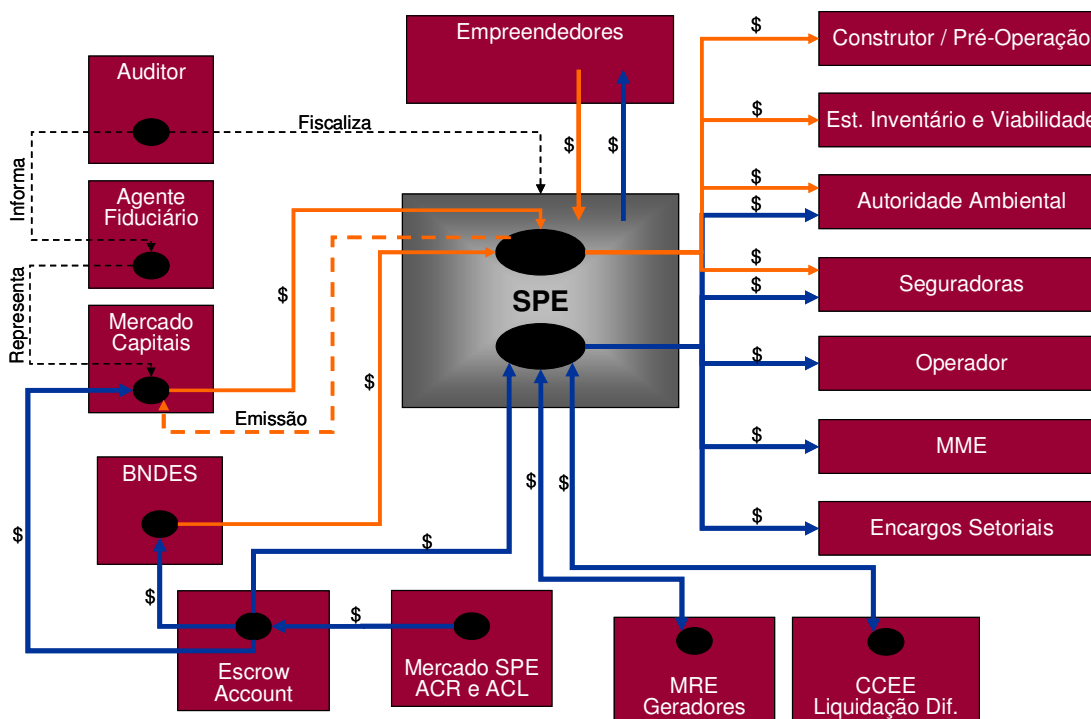 Empreendedores
$
$
Auditor
Fiscaliza
Informa
Agente
Fiduciário
Representa
Mercado
Capitais
$
Emissão
$
SPE
BNDES
$
$
$
$
Escrow
Account
Mercado SPE
ACR e ACL
$
$
MRE
Geradores
CCEE
Liquidação Dif.
$
Construtor / Pré-Operação
$
Est. Inventário e Viabilidade
$
$
Autoridade Ambiental
$
$
Seguradoras
$
Operador
$
MME
$
Encargos Setoriais